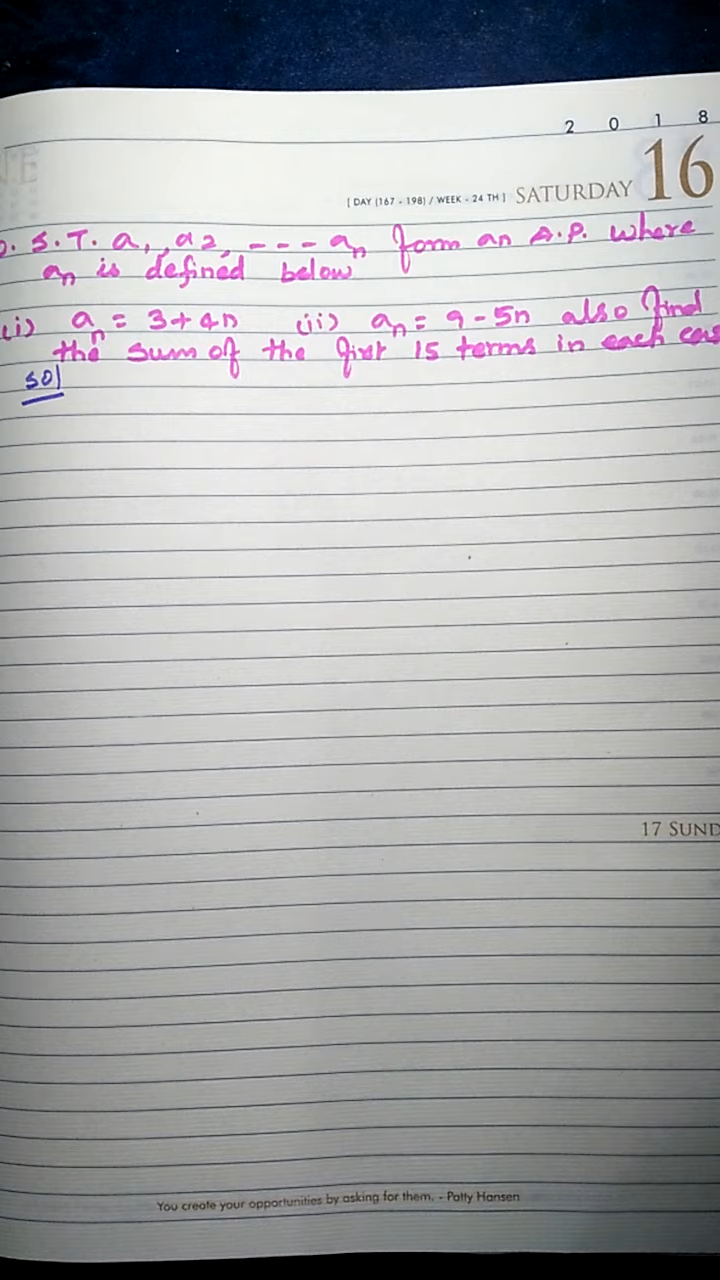 2 0 1 8
[ DAY (167 - 198) / WEEK - 24 TH ] SATURDAY 16
S.T. a1, a2, - - - an form an A.P. where
an is defined below
(i) an = 3+4n (ii) an = 9-5n also find
the sum of the first 15 terms in each cas
Sol
17 SUND
You create your opportunities by asking for them. - Patty Hansen